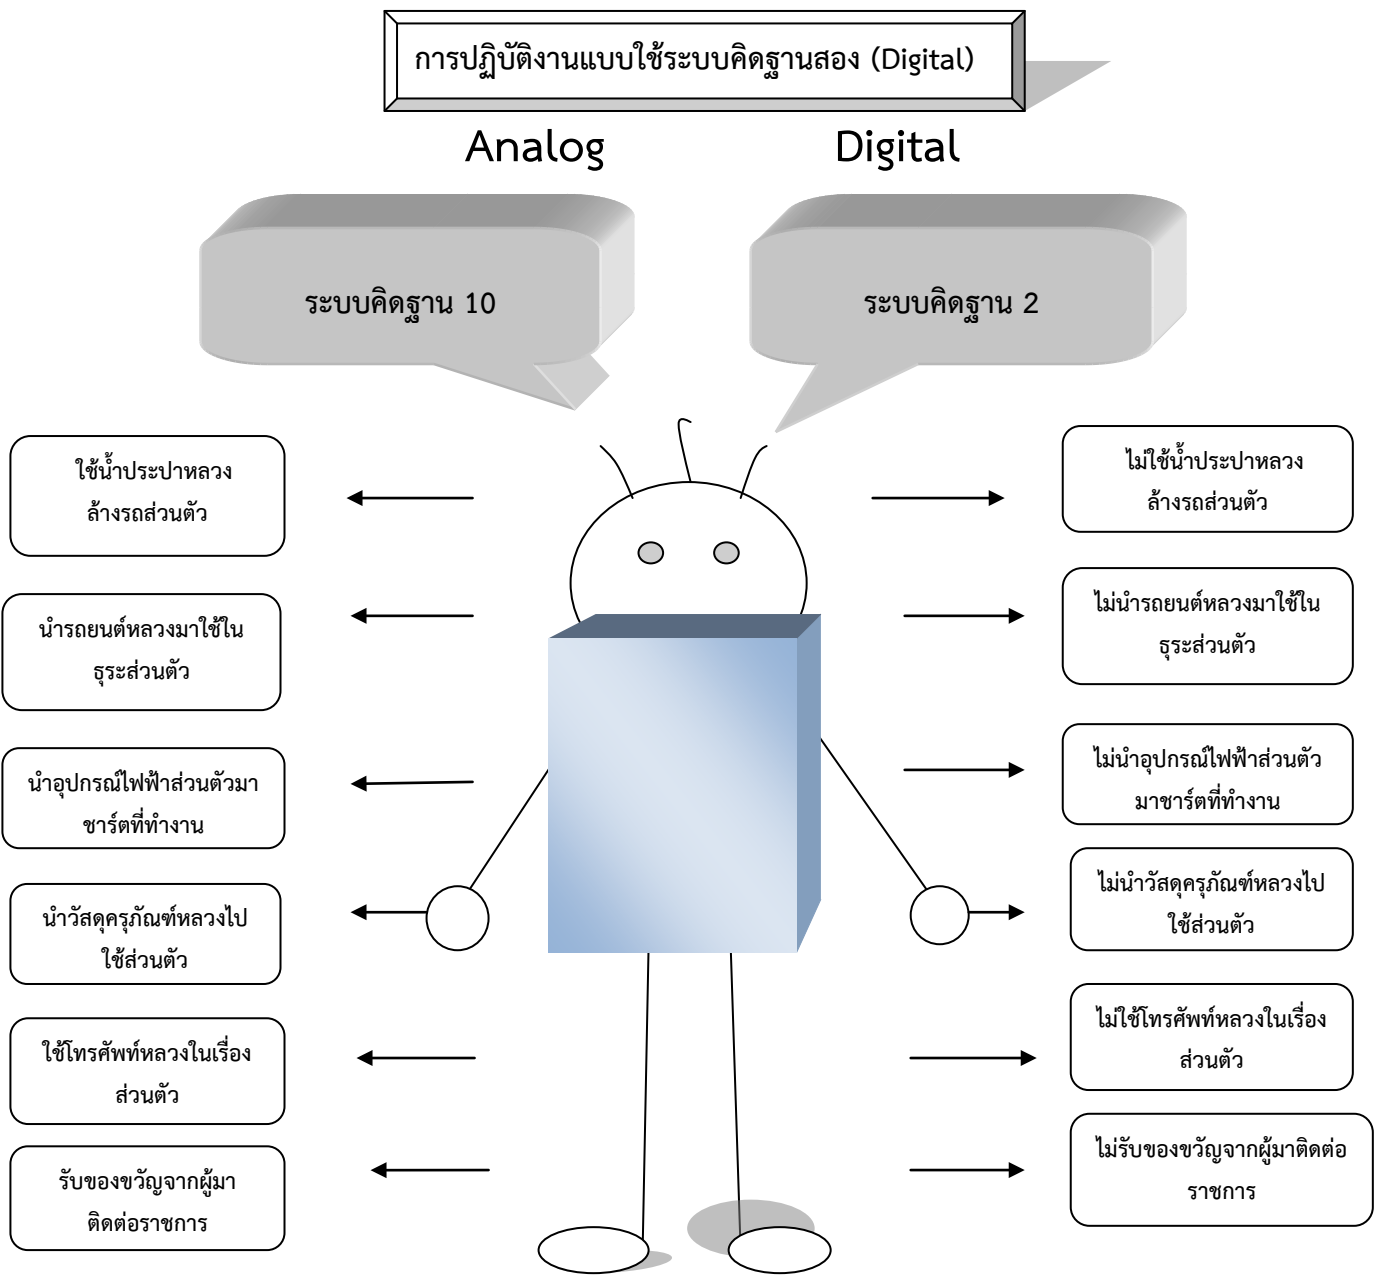 การปฏิบัติงานแบบใช้ระบบคิดฐานสอง (Digital)
Analog
Digital
ระบบคิดฐาน 10
ระบบคิดฐาน 2
ใช้น้ำประปาหลวง
ล้างรถส่วนตัว
นำรถยนต์หลวงมาใช้ใน
ธุระส่วนตัว
นำอุปกรณ์ไฟฟ้าส่วนตัวมา
ชาร์ตที่ทำงาน
นำวัสดุครุภัณฑ์หลวงไป
ใช้ส่วนตัว
ใช้โทรศัพท์หลวงในเรื่อง
ส่วนตัว
รับของขวัญจากผู้มา
ติดต่อราชการ
ไม่ใช้น้ำประปาหลวง
ล้างรถส่วนตัว
ไม่นำรถยนต์หลวงมาใช้ใน
ธุระส่วนตัว
ไม่นำอุปกรณ์ไฟฟ้าส่วนตัว
มาชาร์ตที่ทำงาน
ไม่นำวัสดุครุภัณฑ์หลวงไป
ใช้ส่วนตัว
ไม่ใช้โทรศัพท์หลวงในเรื่อง
ส่วนตัว
ไม่รับของขวัญจากผู้มาติดต่อ
ราชการ